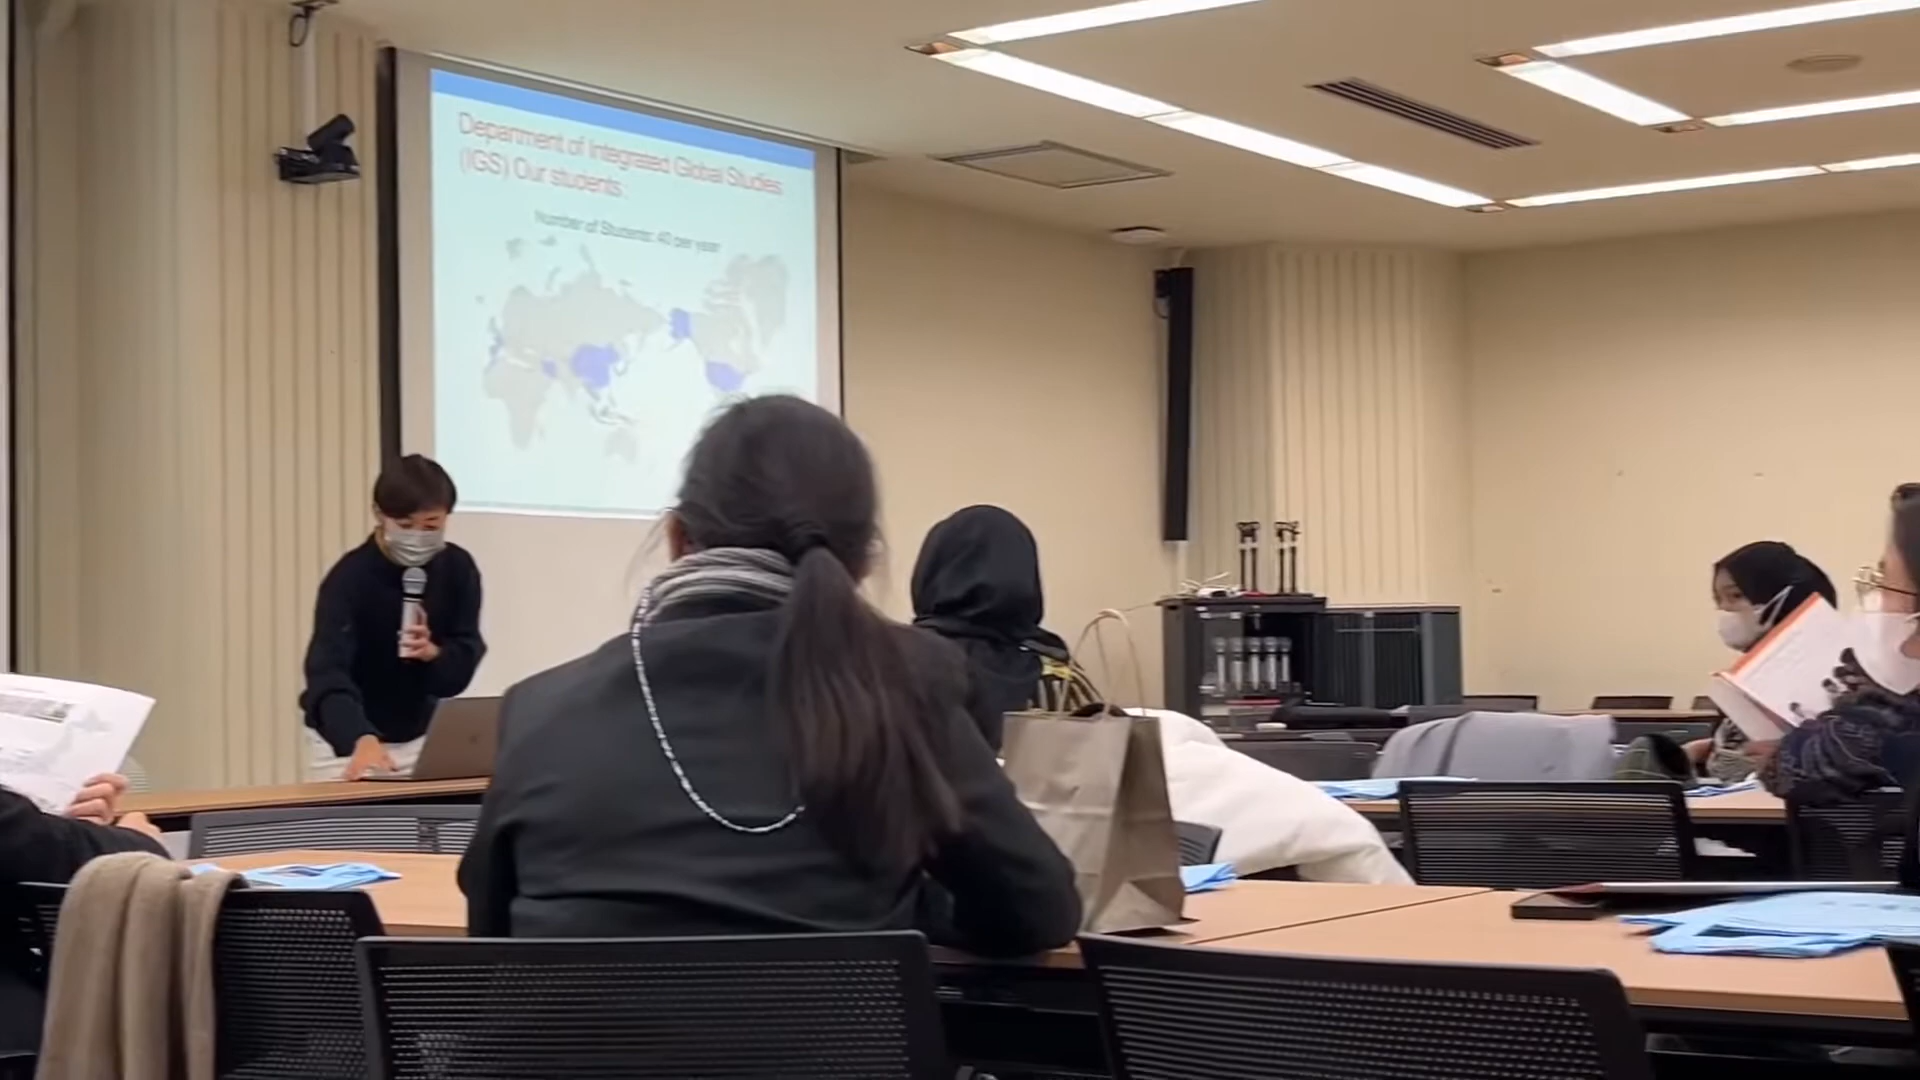 Department of Integrated Global Studies
(IGS) Our students
Number of Students: 40 per year